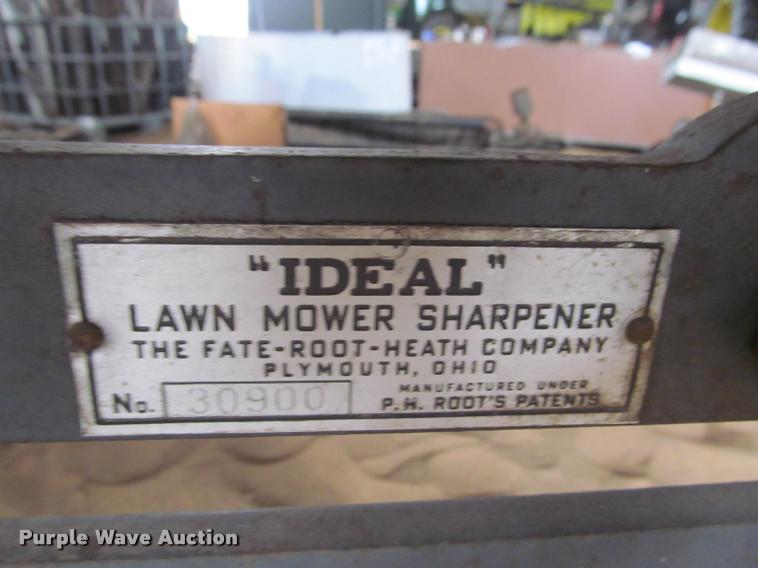 "IDEAL"
LAWN MOWER SHARPENER
THE FATE-ROOT-HEATH COMPANY
PLYMOUTH, OHIO
No. 30900
MANUFACTURED UNDER
P.H. ROOT'S PATENTS
Purple Wave Auction